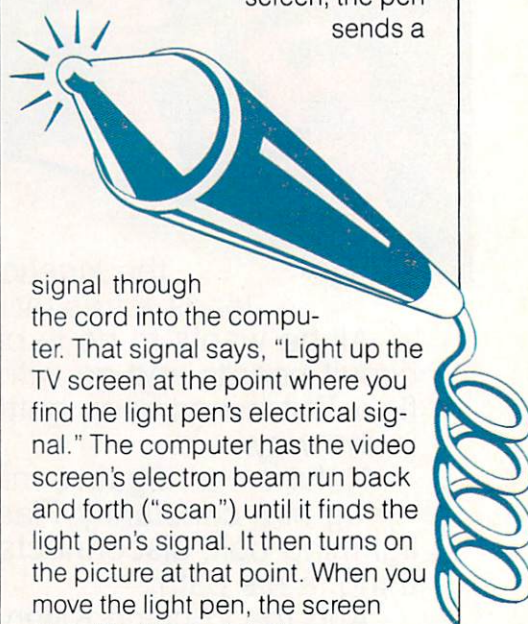 screen, the pen
sends a
signal through
the cord into the compu-
ter. That signal says, “Light up the
TV screen at the point where you
find the light pen’s electrical sig-
nal.” The computer has the video
screen’s electron beam run back
and forth (“scan”) until it finds the
light pen’s signal. It then turns on
the picture at that point. When you
move the light pen, the screen